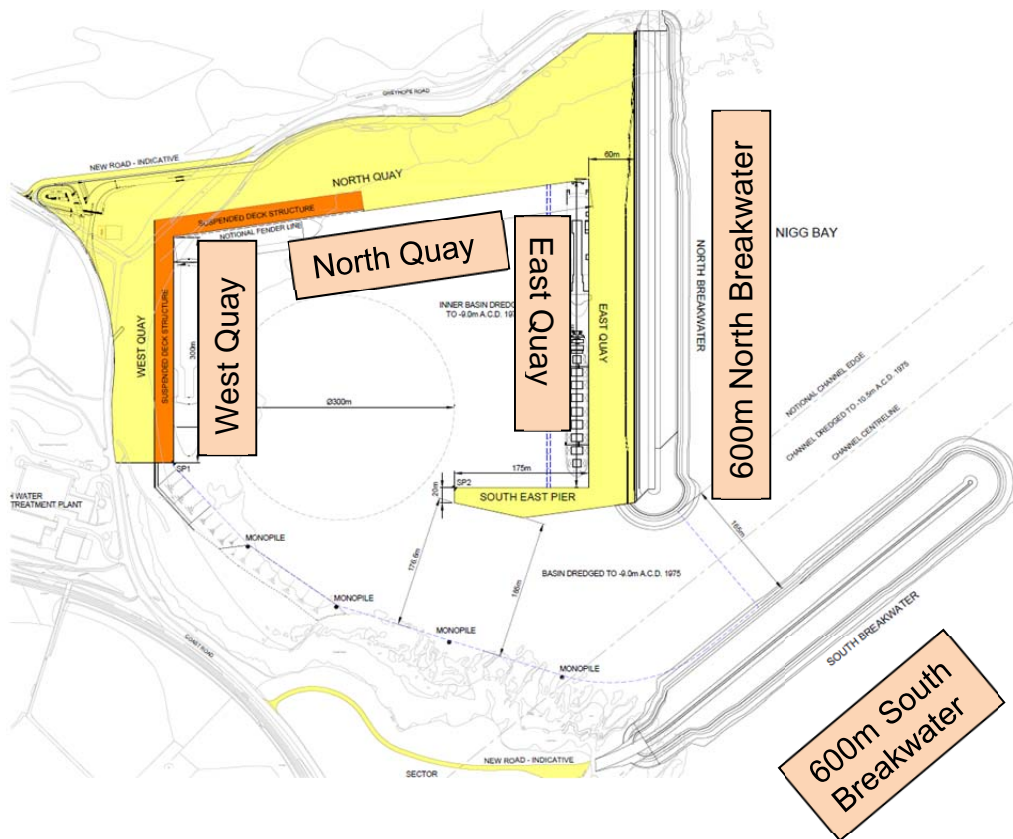 GREYHOPE ROAD
NEW ROAD - INDICATIVE
NORTH QUAY
60m
SUSPENDED DECK STRUCTURE
NOTIONAL FENDER LINE
North Quay
West Quay
East Quay
600m North Breakwater
NORTH BREAKWATER
NIGG BAY
WEST QUAY
SUSPENDED DECK STRUCTURE
300m
INNER BASIN DREDGED
TO -9.0m A.C.D. 197
EAST QUAY
NOTIONAL CHANNEL EDGE
CHANNEL DREDGED TO -10.5m A.C.D. 1975
CHANNEL CENTRELINE
Ø300m
SP1
175m
SP2
20m
SOUTH EAST PIER
WATER
TREATMENT PLANT
165m
MONOPILE
176.6m
BASIN DREDGED TO -9.0m A.C.D. 1975
MONOPILE
MONOPILE
MONOPILE
COAST ROAD
SOUTH BREAKWATER
600m South
Breakwater
NEW ROAD - INDICATIVE
SECTOR